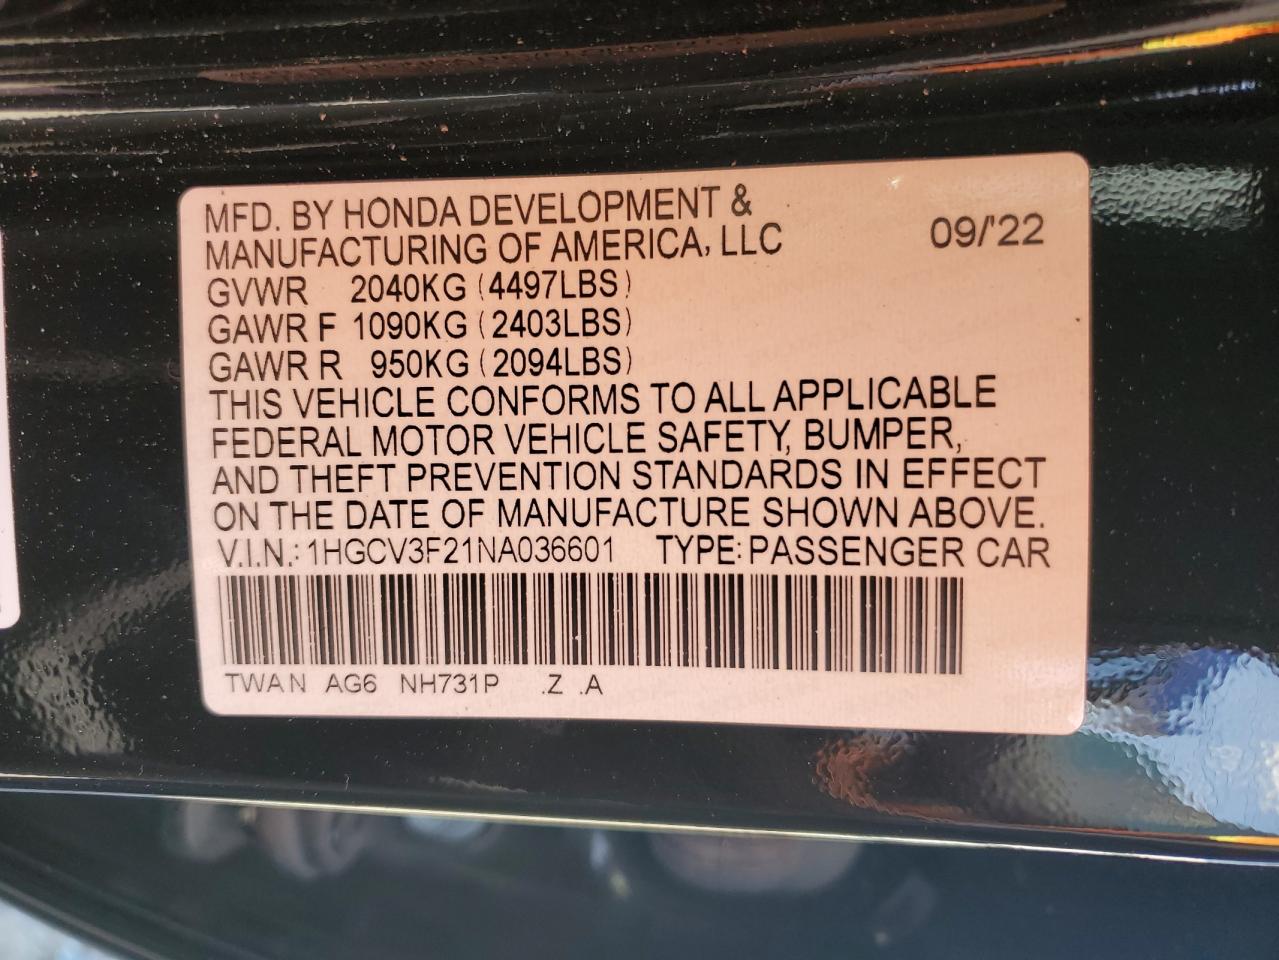 MFD. BY HONDA DEVELOPMENT &
MANUFACTURING OF AMERICA, LLC 09/'22
GVWR 2040KG (4497LBS)
GAWR F 1090KG (2403LBS)
GAWR R 950KG (2094LBS)
THIS VEHICLE CONFORMS TO ALL APPLICABLE
FEDERAL MOTOR VEHICLE SAFETY, BUMPER,
AND THEFT PREVENTION STANDARDS IN EFFECT
ON THE DATE OF MANUFACTURE SHOWN ABOVE.
V.I.N.: 1HGCV3F21NA036601 TYPE: PASSENGER CAR
TWAN AG6 NH731P .Z .A